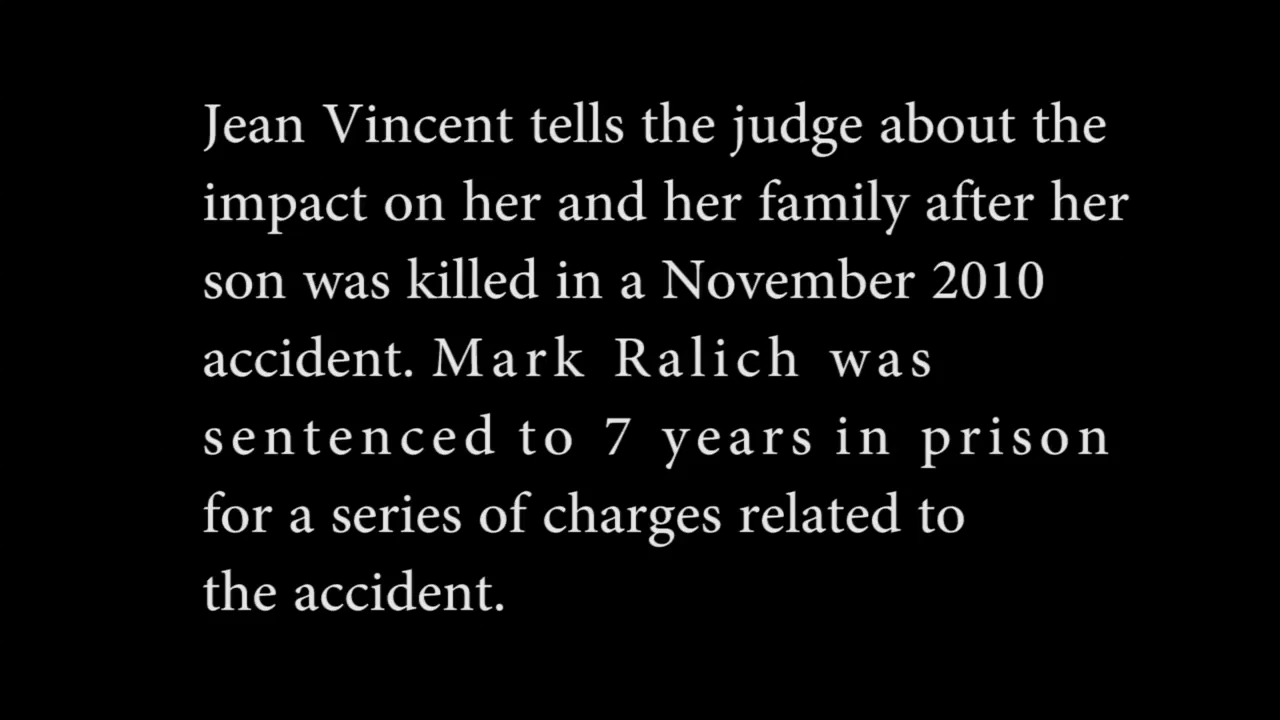 Jean Vincent tells the judge about the
impact on her and her family after her
son was killed in a November 2010
accident. Mark Ralich was
sentenced to 7 years in prison
for a series of charges related to
the accident.